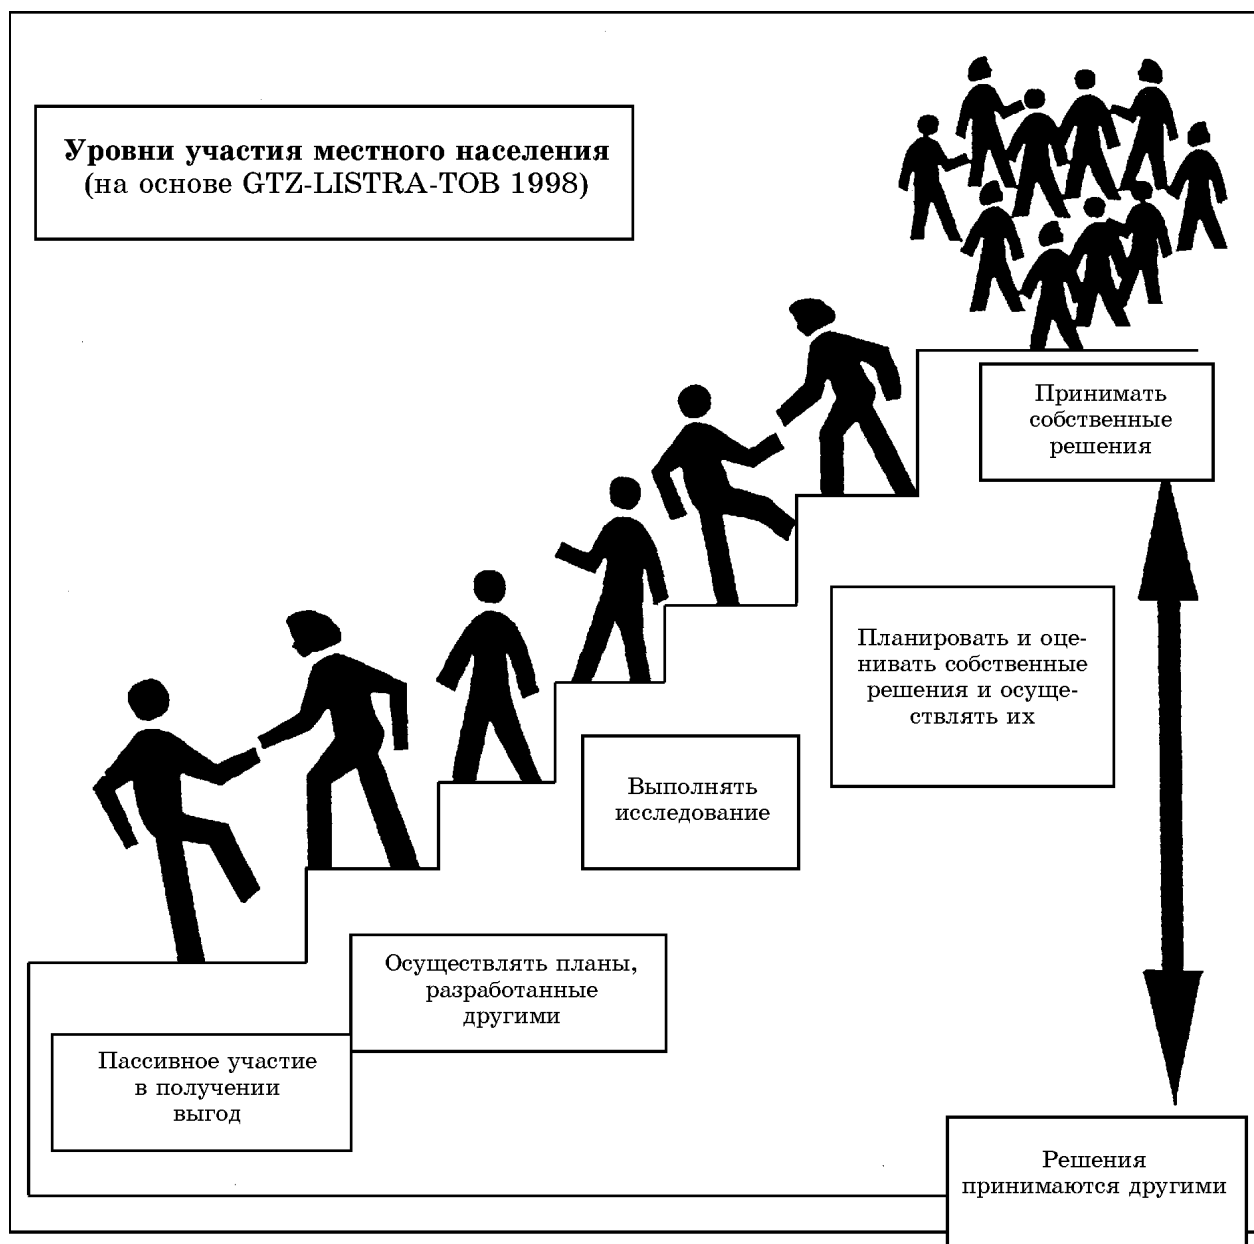 Уровни участия местного населения
(на основе GTZ-LISTRA-TOB 1998)
Принимать
собственные
решения
Планировать и оце-
нивать собственные
решения и осуще-
ствлять их
Выполнять
исследование
Осуществлять планы,
разработанные
другими
Пассивное участие
в получении
выгод
Решения
принимаются другими